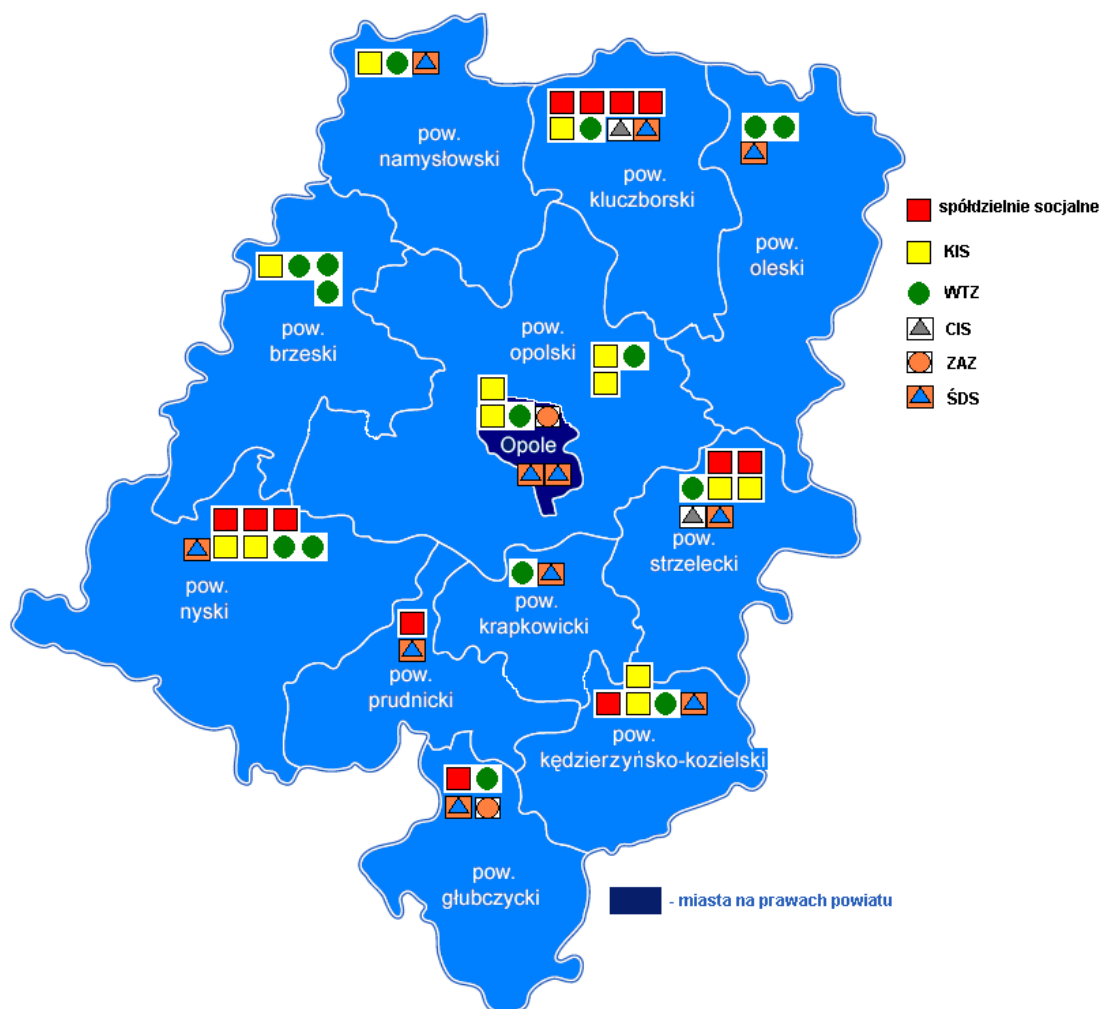 pow.
namysłowski
pow.
kluczborski
pow.
oleski
pow.
brzeski
pow.
opolski
Opole
pow.
strzelecki
pow.
nyski
pow.
krapkowicki
pow.
prudnicki
pow.
kędzierzyńsko-kozielski
pow.
głubczycki
spółdzielnie socjalne
KIS
WTZ
CIS
ZAZ
ŚDS
- miasta na prawach powiatu